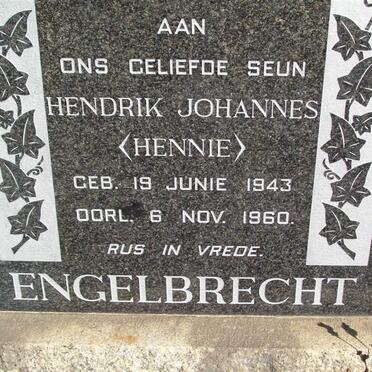 AAN
ONS GELIEFDE SEUN
HENDRIK JOHANNES
<HENNIE>
GEB. 19 JUNIE 1943
OORL. 6 NOV. 1960.
RUS IN VREDE.
ENGELBRECHT